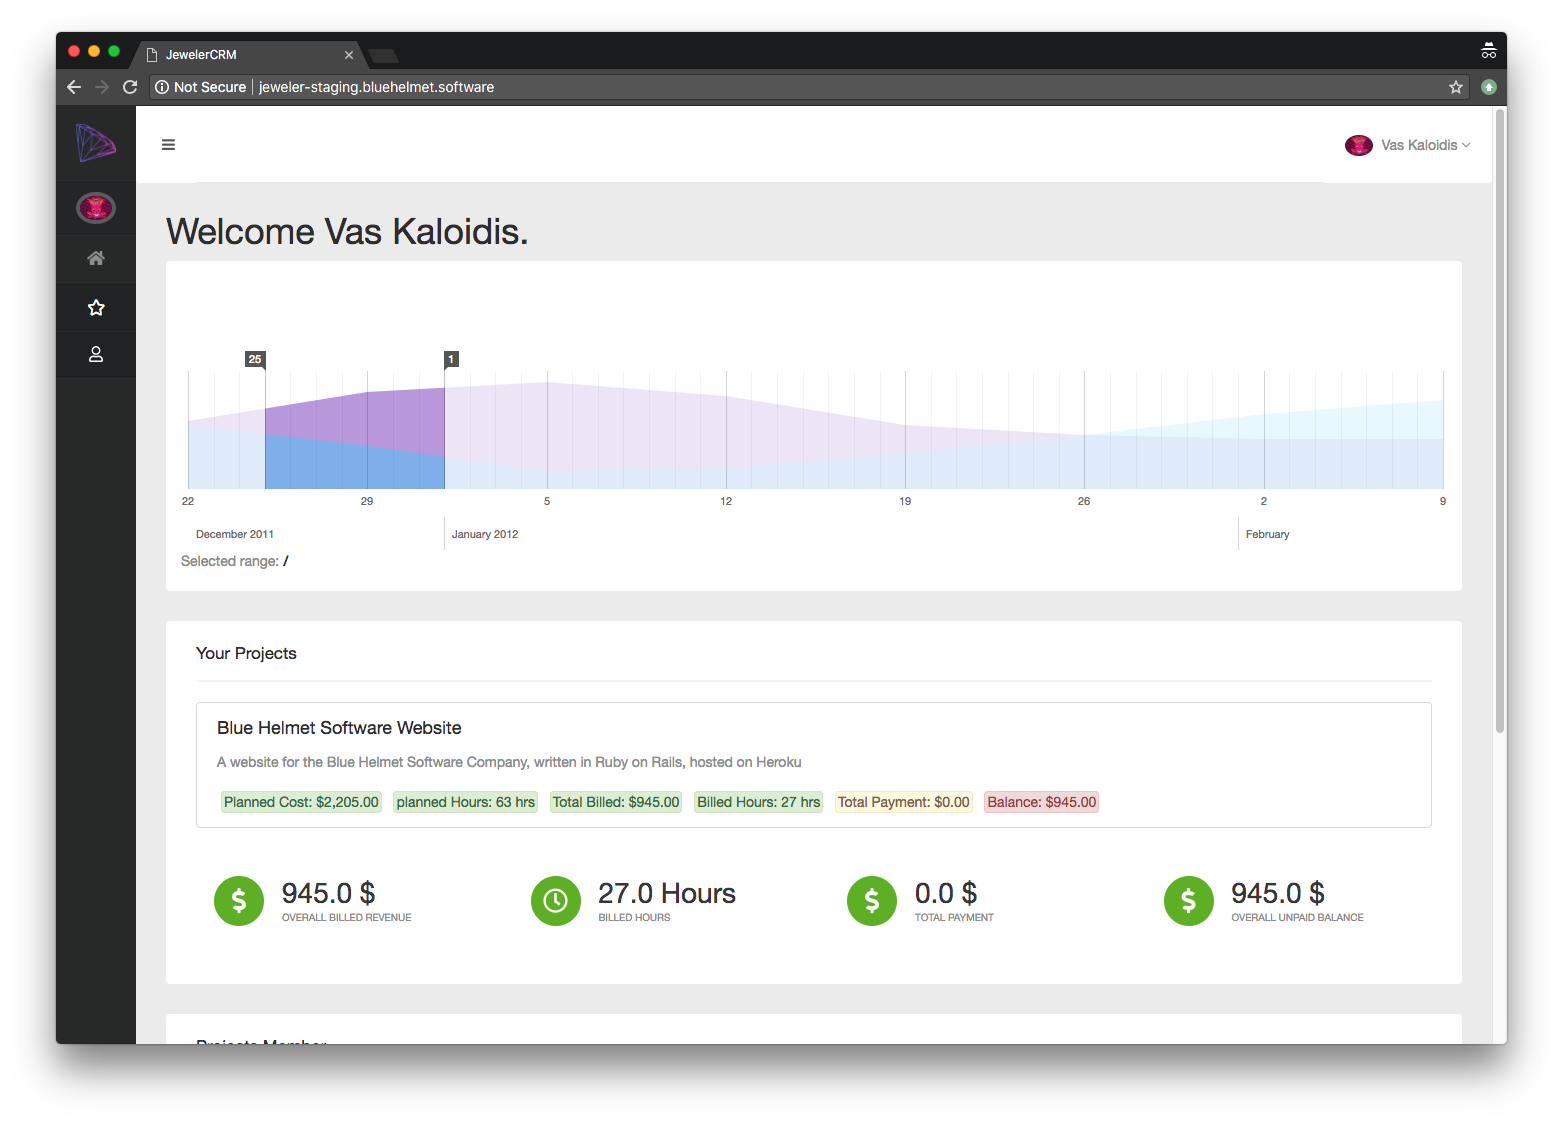 JewelerCRM
Not Secure jeweler-staging.bluehelmet.software
Vas Kaloidis
Welcome Vas Kaloidis.
25 1
22 29 5 12 19 26 2 9
December 2011 January 2012 February
Selected range: /
Your Projects
Blue Helmet Software Website
A website for the Blue Helmet Software Company, written in Ruby on Rails, hosted on Heroku
Planned Cost: $2,205.00 planned Hours: 63 hrs Total Billed: $945.00 Billed Hours: 27 hrs Total Payment: $0.00 Balance: $945.00
945.0 $ 27.0 Hours 0.0 $ 945.0 $
OVERALL BILLED REVENUE BILLED HOURS TOTAL PAYMENT OVERALL UNPAID BALANCE
Projects Member